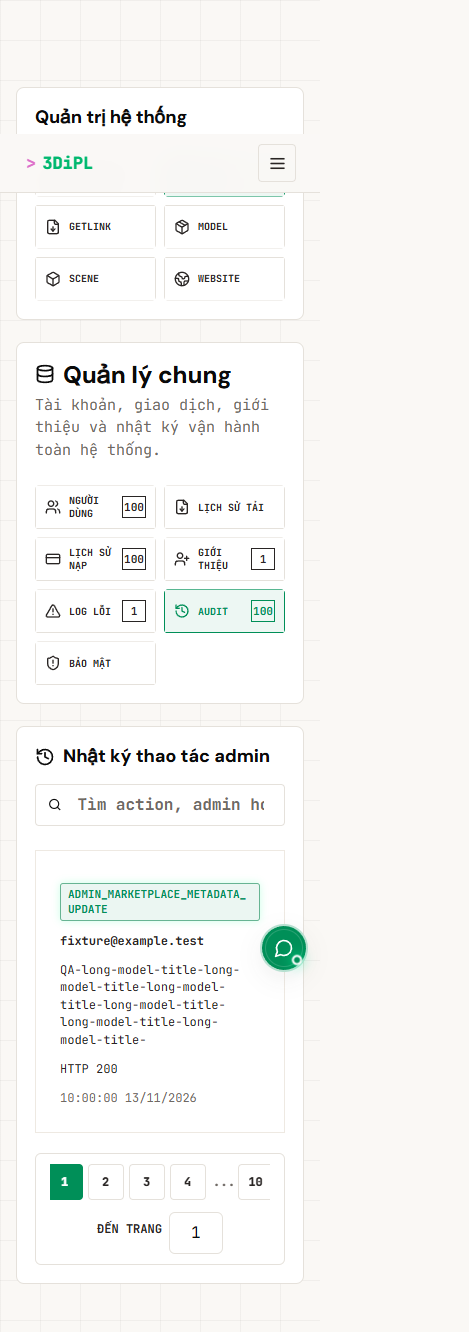 Quản trị hệ thống
> 3DiPL
GETLINK
MODEL
SCENE
WEBSITE
Quản lý chung
Tài khoản, giao dịch, giới
thiệu và nhật ký vận hành
toàn hệ thống.
NGƯỜI
DÙNG
100
LỊCH SỬ TẢI
LỊCH SỬ
NẠP
100
GIỚI
THIỆU
1
LOG LỖI
1
AUDIT
100
BẢO MẬT
Nhật ký thao tác admin
Tìm action, admin hо
ADMIN_MARKETPLACE_METADATA_
UPDATE
fixture@example.test
QA-long-model-title-long-
model-title-long-model-
title-long-model-title-
long-model-title-long-
model-title-
HTTP 200
10:00:00 13/11/2026
1 2 3 4 ... 10
ĐẾN TRANG 1